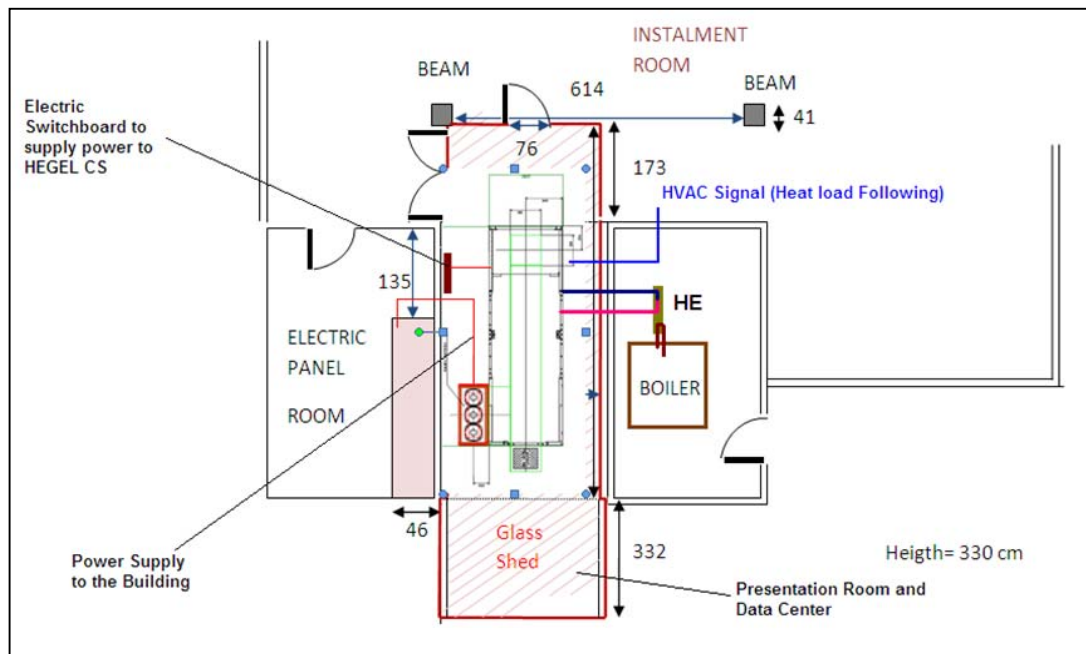 INSTALMENT
ROOM
BEAM
BEAM
614
41
Electric
Switchboard to
supply power to
HEGEL CS
76
173
HVAC Signal (Heat load Following)
135
HE
ELECTRIC
PANEL
ROOM
BOILER
46
Glass
Shed
332
Heigth= 330 cm
Power Supply
to the Building
Presentation Room and
Data Center